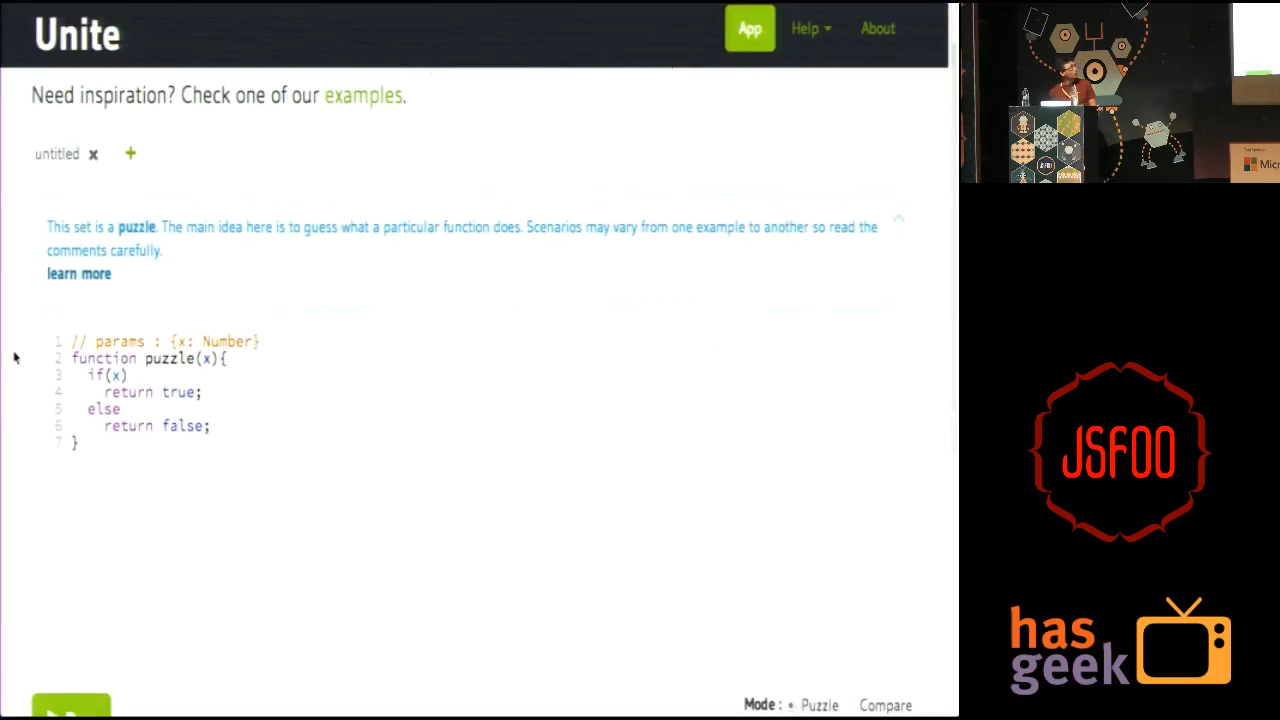 Unite
App
Help
About
Need inspiration? Check one of our examples.
untitled x +
This set is a puzzle. The main idea here is to guess what a particular function does. Scenarios may vary from one example to another so read the
comments carefully.
learn more
1 // params : {x: Number}
2 function puzzle(x){
3 if(x)
4 return true;
5 else
6 return false;
7 }
Mode : Puzzle Compare
JSFOO
Micr
JSFOO
has
geek